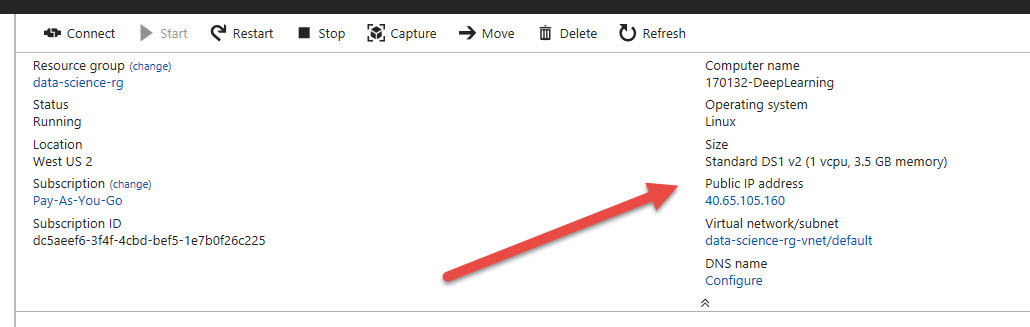 Connect Start Restart Stop Capture Move Delete Refresh
Resource group (change)
data-science-rg
Status
Running
Location
West US 2
Subscription (change)
Pay-As-You-Go
Subscription ID
dc5aeef6-3f4f-4cbd-bef5-1e7b0f26c225
Computer name
170132-DeepLearning
Operating system
Linux
Size
Standard DS1 v2 (1 vcpu, 3.5 GB memory)
Public IP address
40.65.105.160
Virtual network/subnet
data-science-rg-vnet/default
DNS name
Configure